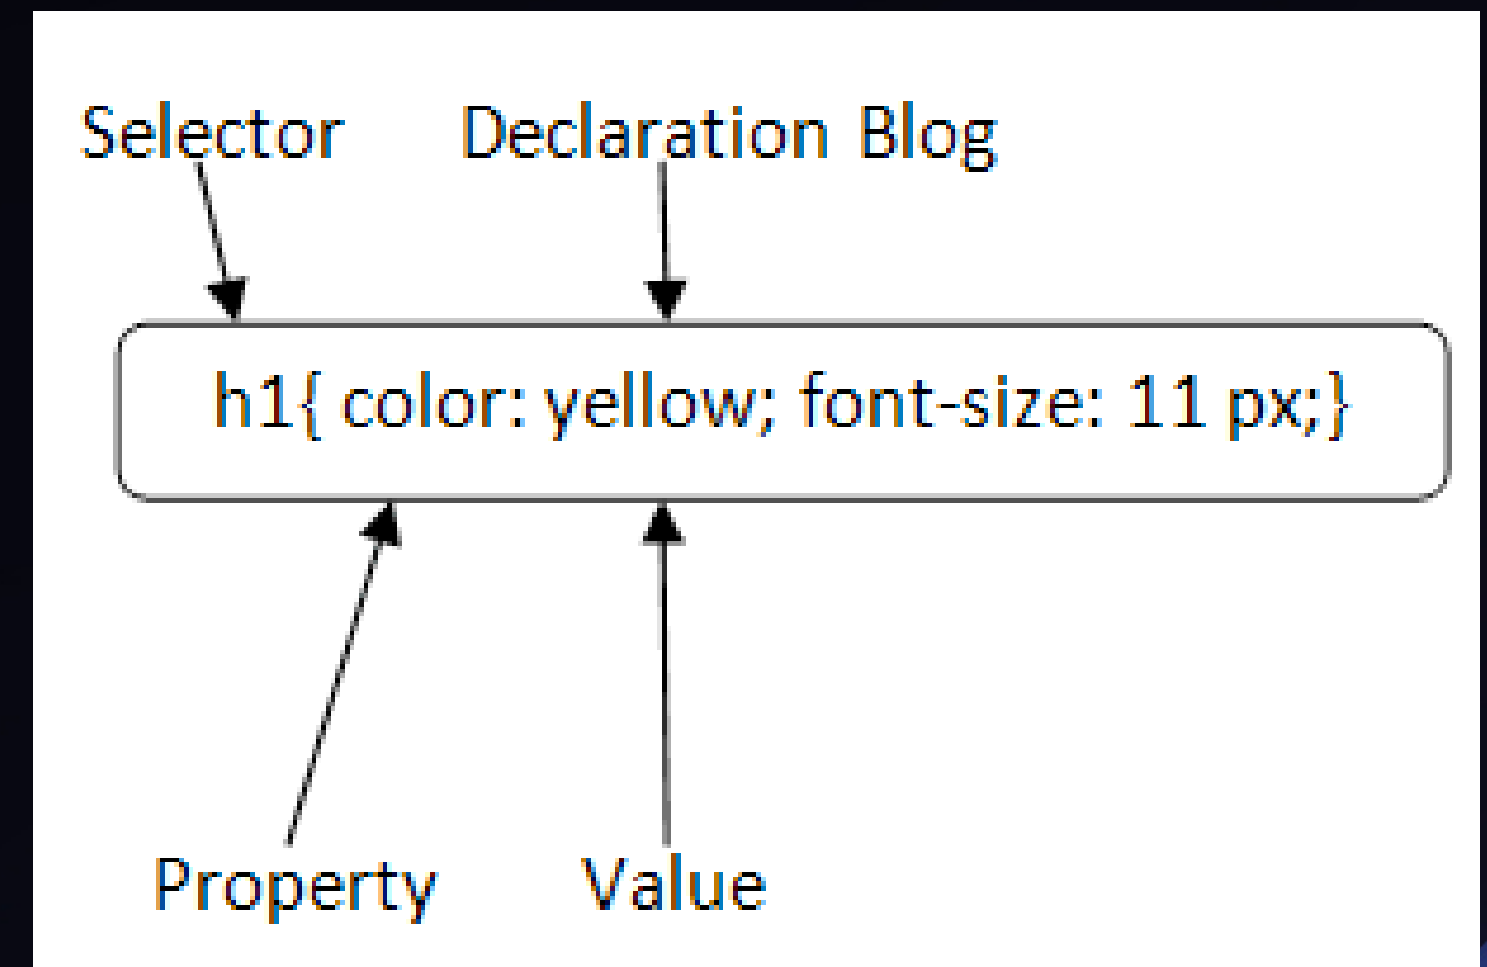 Selector Declaration Blog
h1{ color: yellow; font-size: 11 px;}
Property Value